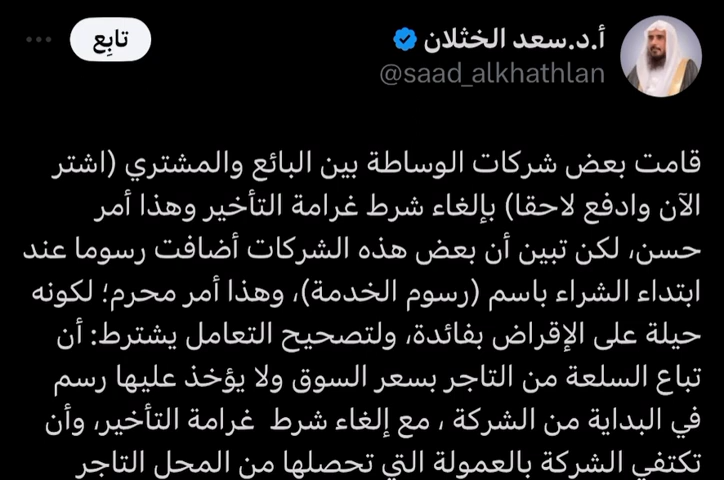 أ.د.سعد الخثلان
تابِع
@saad_alkhathlan
قامت بعض شركات الوساطة بين البائع والمشتري (اشتر
الآن وادفع لاحقا) بإلغاء شرط غرامة التأخير وهذا أمر
حسن، لكن تبين أن بعض هذه الشركات أضافت رسوما عند
ابتداء الشراء باسم (رسوم الخدمة)، وهذا أمر محرم؛ لكونه
حيلة على الإقراض بفائدة، ولتصحيح التعامل يشترط: أن
تباع السلعة من التاجر بسعر السوق ولا يؤخذ عليها رسم
في البداية من الشركة ، مع إلغاء شرط غرامة التأخير، وأن
تكتفي الشركة بالعمولة التي تحصلها من المحل التاجر